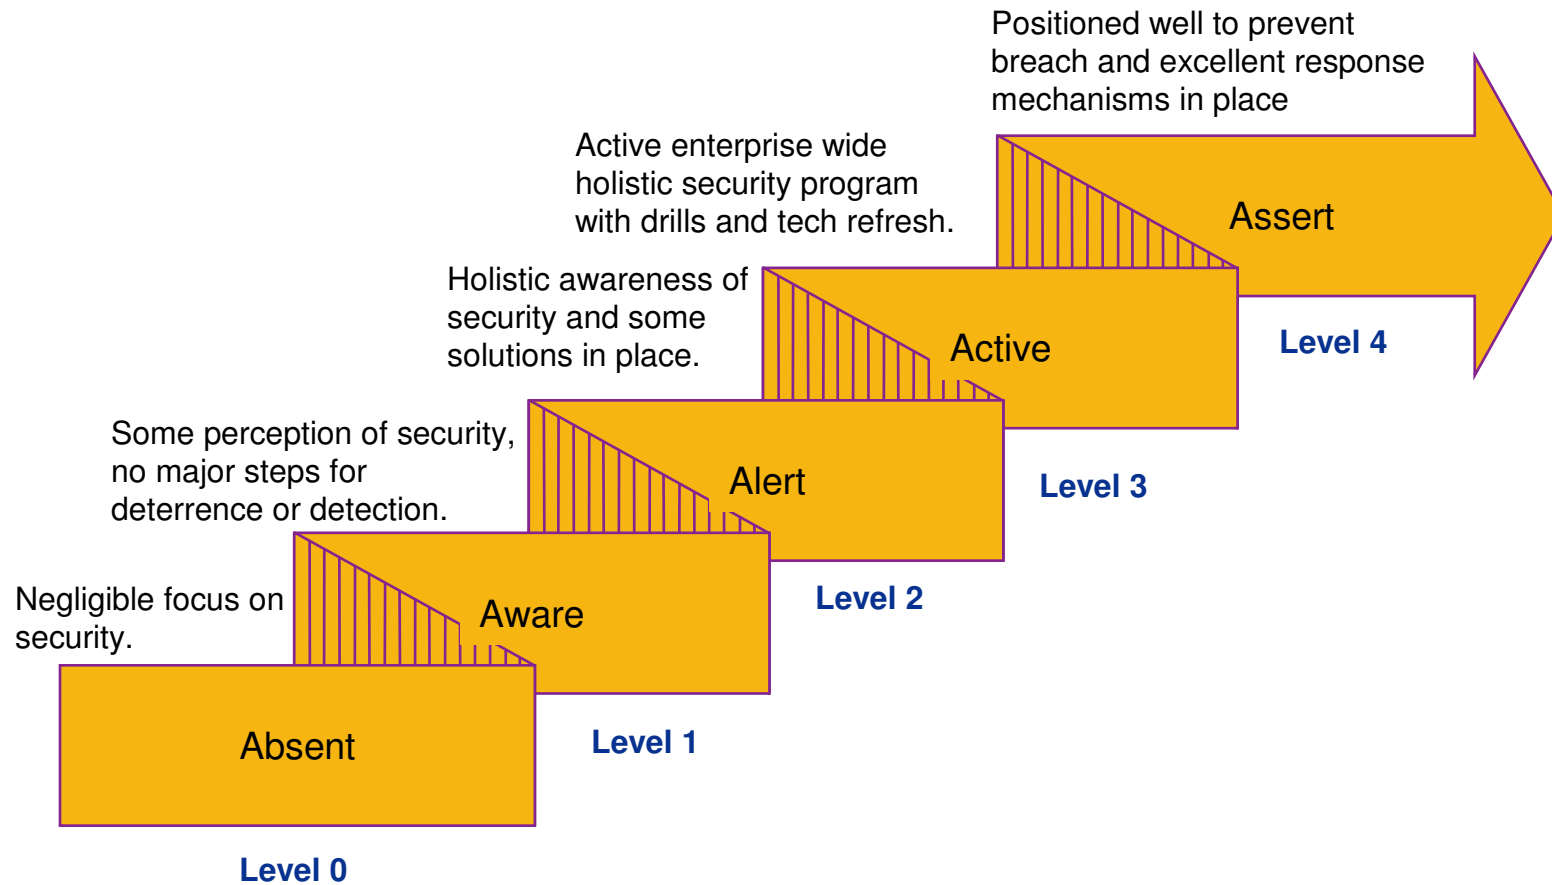 Positioned well to prevent
breach and excellent response
mechanisms in place
Active enterprise wide
holistic security program
with drills and tech refresh.
Assert
Holistic awareness of
security and some
solutions in place.
Active
Level 4
Some perception of security,
no major steps for
deterrence or detection.
Alert
Level 3
Negligible focus on
security.
Aware
Level 2
Absent
Level 1
Level 0